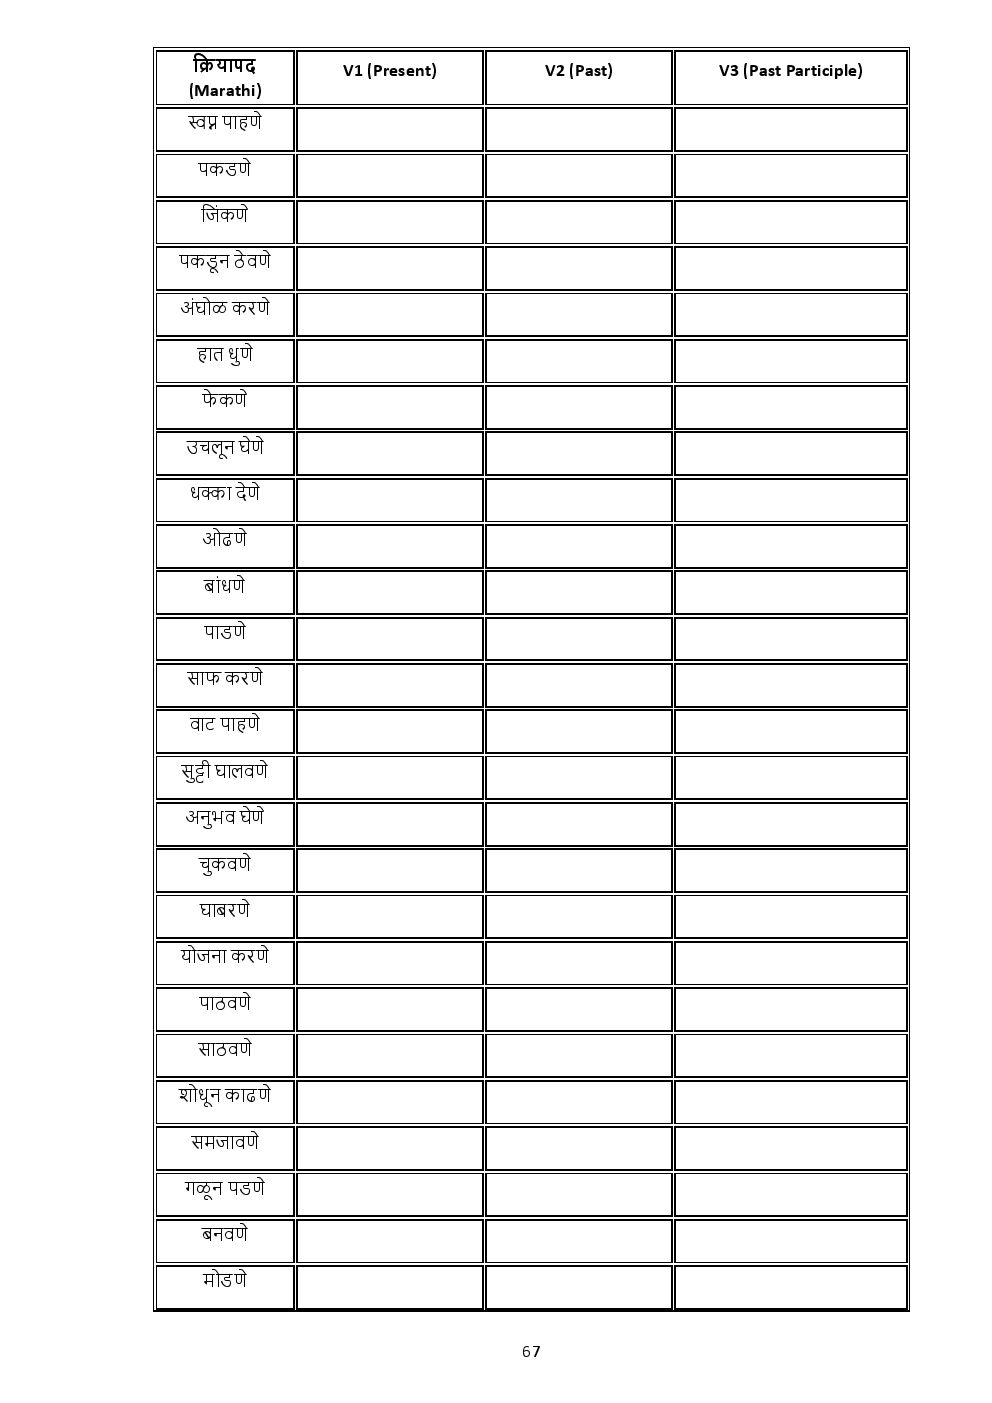 क्रियापद V1 (Present) V2 (Past) V3 (Past Participle)
(Marathi)
स्वप्न पाहणे
पकडणे
जिंकणे
पकडून ठेवणे
अंघोळ करणे
हात धुणे
फेकणे
उचलून घेणे
धक्का देणे
ओढणे
बांधणे
पाडणे
साफ करणे
वाट पाहणे
सुट्टी घालवणे
अनुभव घेणे
चुकवणे
घाबरणे
योजना करणे
पाठवणे
साठवणे
शोधून काढणे
समजावणे
गळून पडणे
बनवणे
मोडणे
67